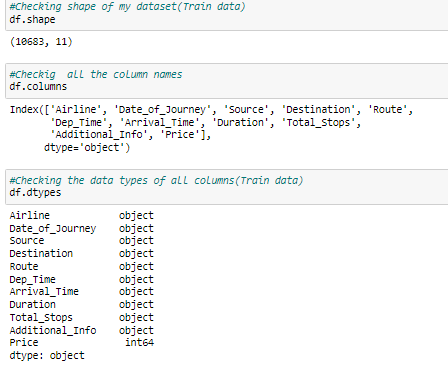 #Checking shape of my dataset(Train data)
df.shape
(10683, 11)
#Checkig  all the column names
df.columns
Index(['Airline', 'Date_of_Journey', 'Source', 'Destination', 'Route',
       'Dep_Time', 'Arrival_Time', 'Duration', 'Total_Stops',
       'Additional_Info', 'Price'],
      dtype='object')
#Checking the data types of all columns(Train data)
df.dtypes
Airline            object
Date_of_Journey    object
Source             object
Destination        object
Route              object
Dep_Time           object
Arrival_Time       object
Duration           object
Total_Stops        object
Additional_Info    object
Price               int64
dtype: object